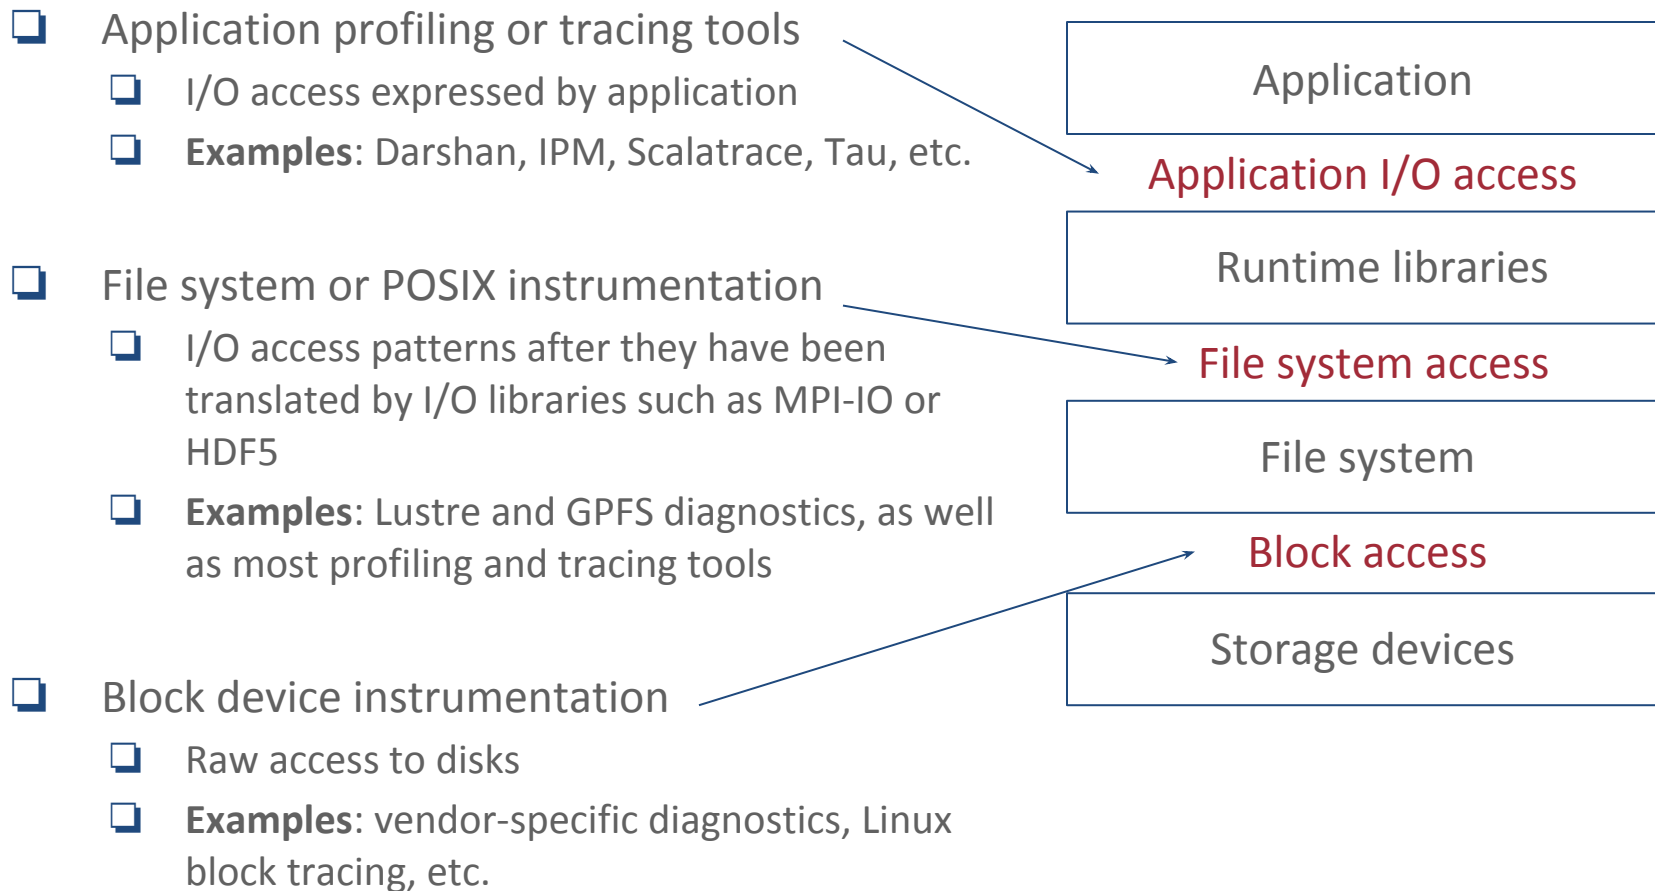 Application profiling or tracing tools
I/O access expressed by application
Examples: Darshan, IPM, Scalatrace, Tau, etc.
File system or POSIX instrumentation
I/O access patterns after they have been
translated by I/O libraries such as MPI-IO or
HDF5
Examples: Lustre and GPFS diagnostics, as well
as most profiling and tracing tools
Block device instrumentation
Raw access to disks
Examples: vendor-specific diagnostics, Linux
block tracing, etc.
Application
Application I/O access
Runtime libraries
File system access
File system
Block access
Storage devices